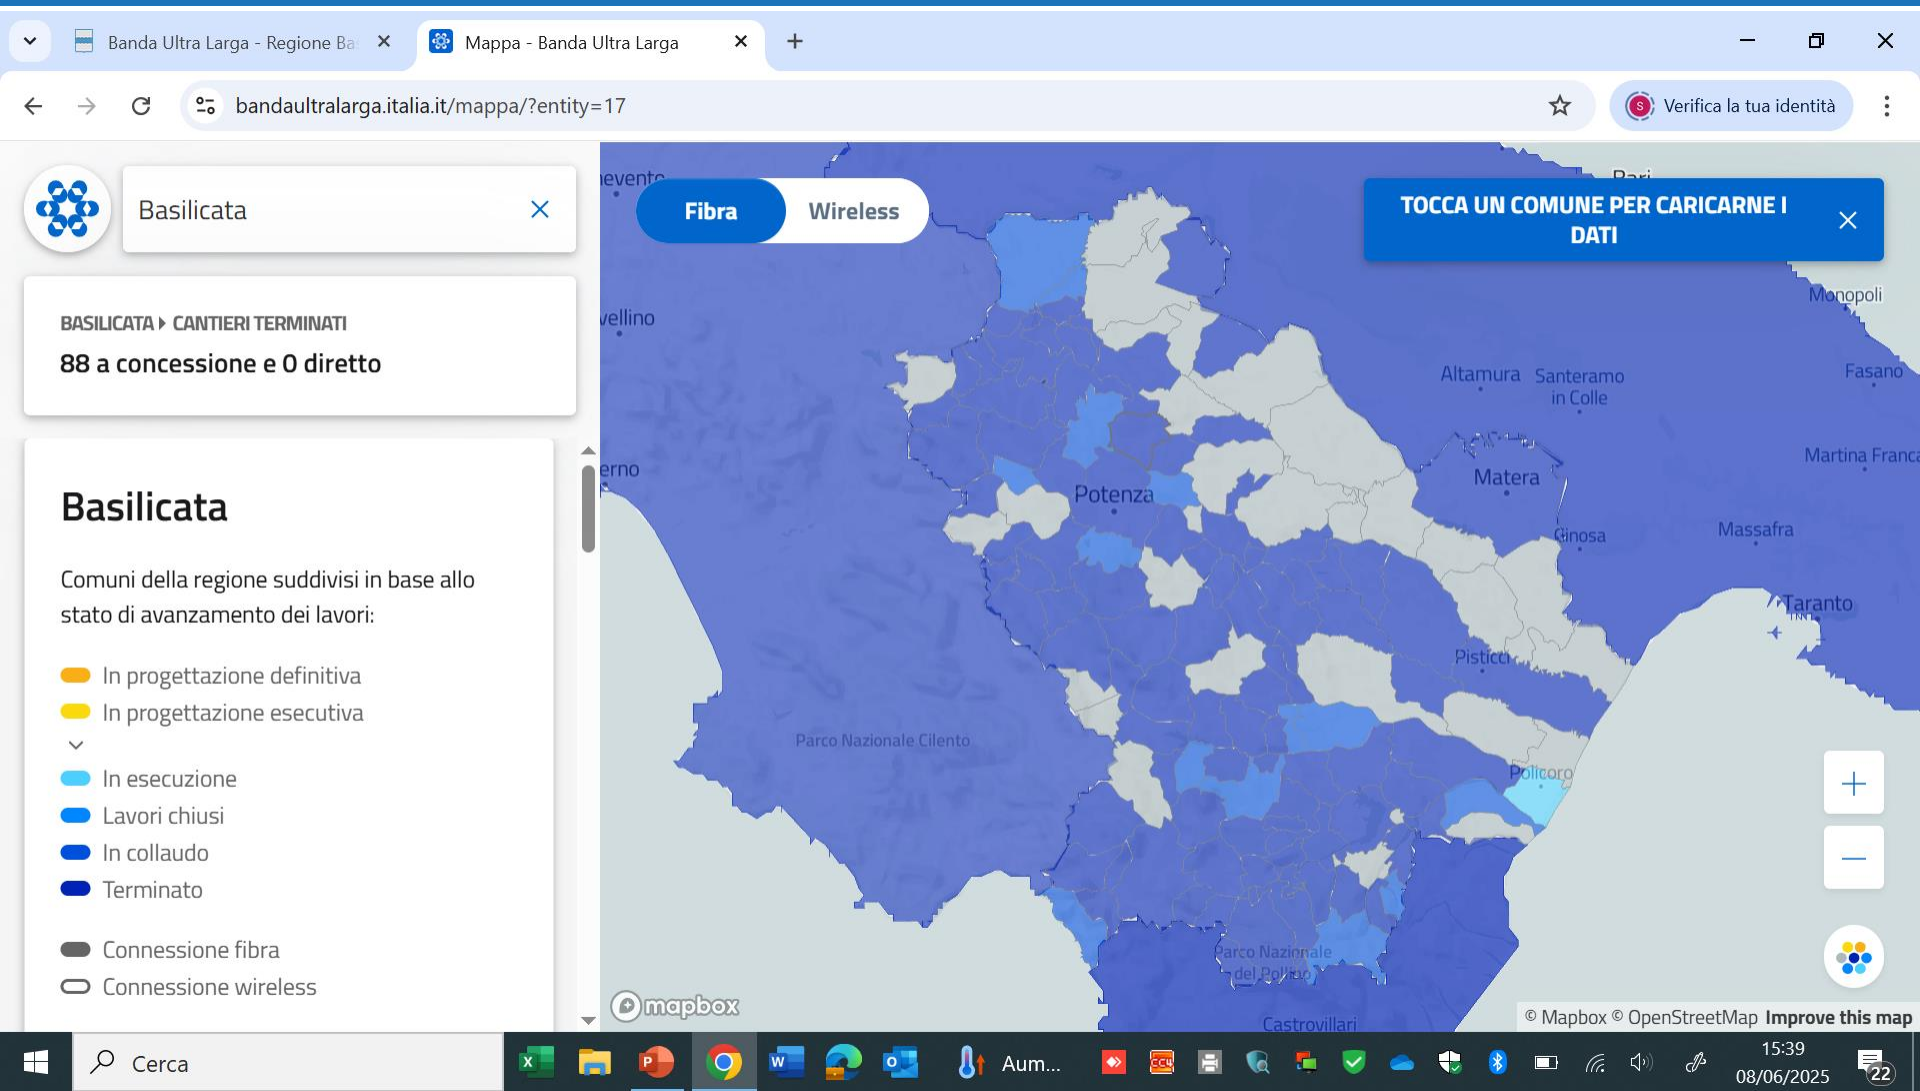 Banda Ultra Larga - Regione Ba
Mappa - Banda Ultra Larga
bandaultralarga.italia.it/mappa/?entity=17
S
Verifica la tua identità
Basilicata
BASILICATA CANTIERI TERMINATI
88 a concessione e 0 diretto
Basilicata
Comuni della regione suddivisi in base allo
stato di avanzamento dei lavori:
In progettazione definitiva
In progettazione esecutiva
In esecuzione
Lavori chiusi
In collaudo
Terminato
Connessione fibra
Connessione wireless
Fibra
Wireless
TOCCA UN COMUNE PER CARICARNE I
DATI
evento
Bari
Monopoli
vellino
Altamura
Santeramo
in Colle
Fasano
Martina Franca
erno
Matera
Potenza
Massafra
Ginosa
Taranto
Pisticci
Parco Nazionale Cilento
Policoro
Parco Nazionale
del Pollino
Castrovillari
mapbox
© Mapbox © OpenStreetMap Improve this map
Cerca
Aum...
15:39
08/06/2025
22